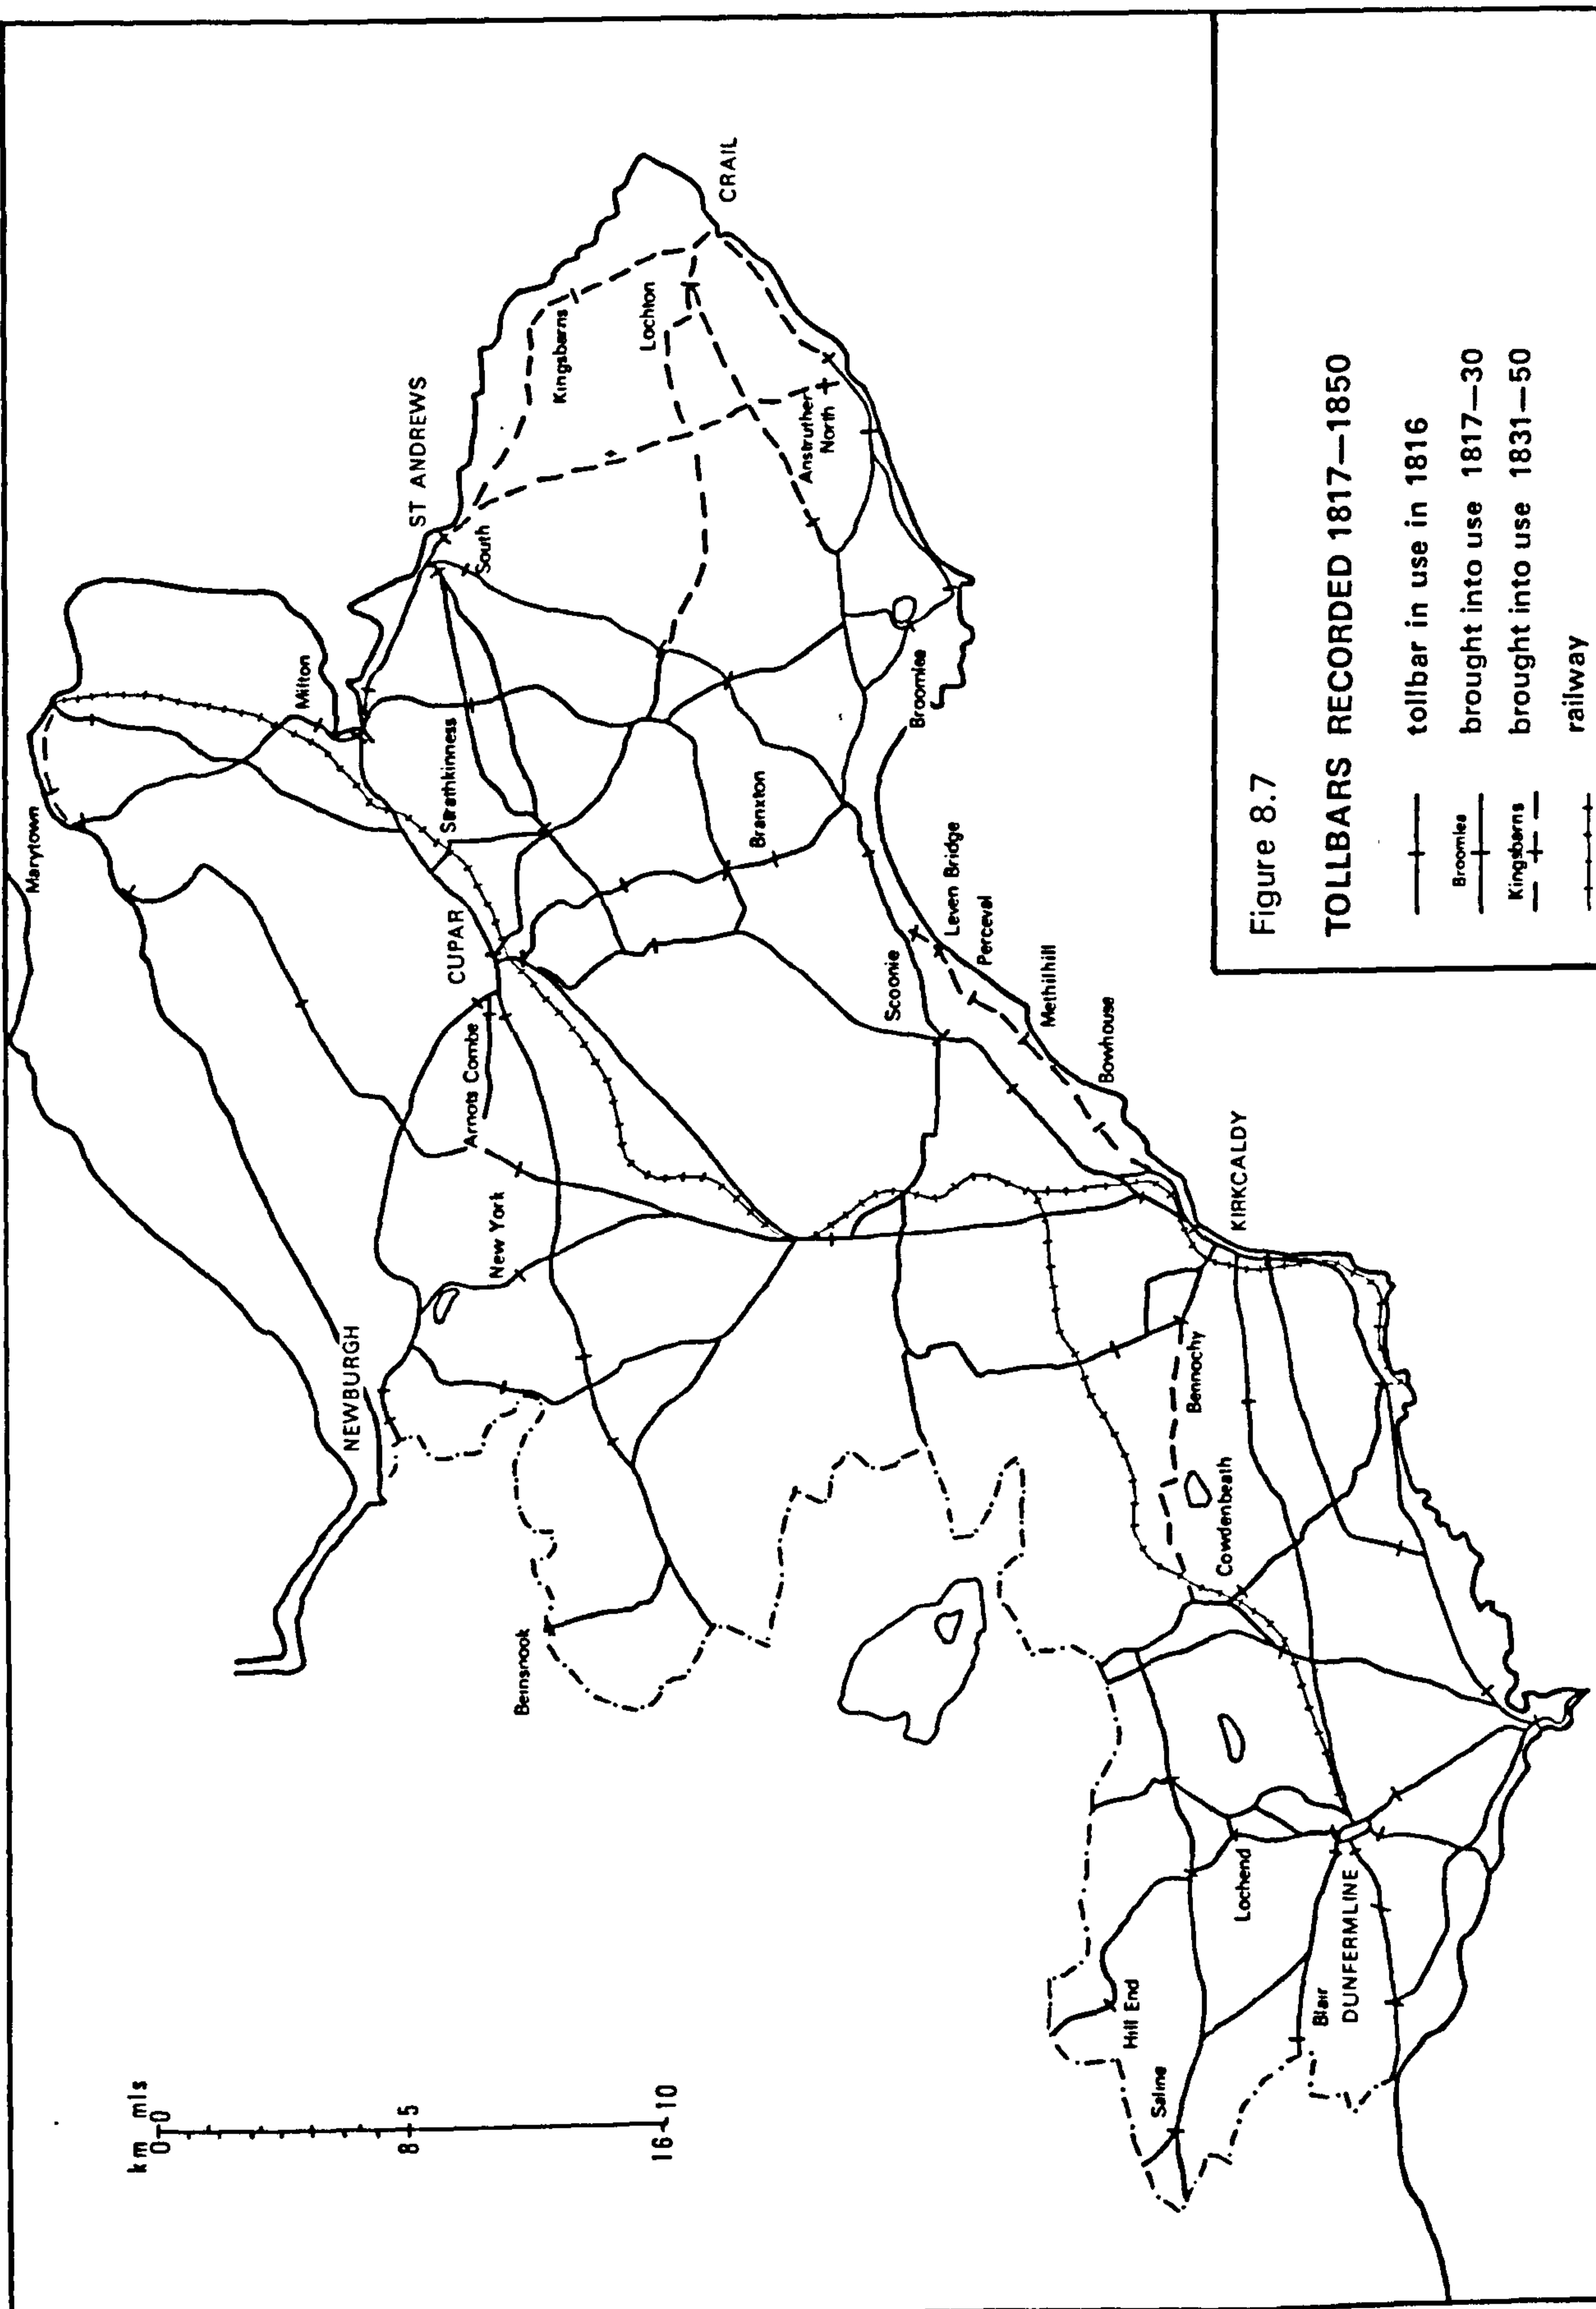 km mls
0 0
8 5
16 10
Marytown
Milton
ST ANDREWS
South
Kingsbarns
Lochton
CRAIL
Anstruther
North
Strathkinness
CUPAR
Arnots Combe
Branxton
Broomies
Scoonie
Leven Bridge
Perceval
Methilhill
Bowhouse
New York
NEWBURGH
Beinsnook
KIRKCALDY
Bennochy
Cowdenbeath
Lochend
Hill End
Saline
Blair
DUNFERMLINE
Figure 8.7
TOLLBARS RECORDED 1817—1850
tollbar in use in 1816
Broomies
brought into use 1817—30
Kingsbarns
brought into use 1831—50
railway